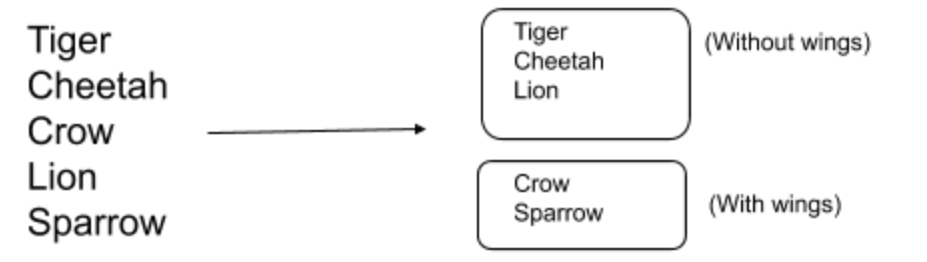 Tiger
Cheetah
Crow
Lion
Sparrow
Tiger
Cheetah
Lion
(Without wings)
Crow
Sparrow
(With wings)